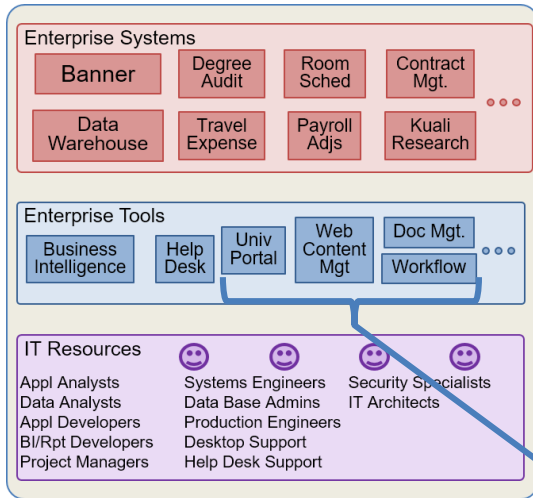 Enterprise Systems
Banner
Degree
Audit
Room
Sched
Contract
Mgt.
Data
Warehouse
Travel
Expense
Payroll
Adjs
Kuali
Research
Enterprise Tools
Business
Intelligence
Help
Desk
Univ
Portal
Web
Content
Mgt
Doc Mgt.
Workflow
IT Resources
Appl Analysts
Data Analysts
Appl Developers
BI/Rpt Developers
Project Managers
Systems Engineers
Data Base Admins
Production Engineers
Desktop Support
Help Desk Support
Security Specialists
IT Architects